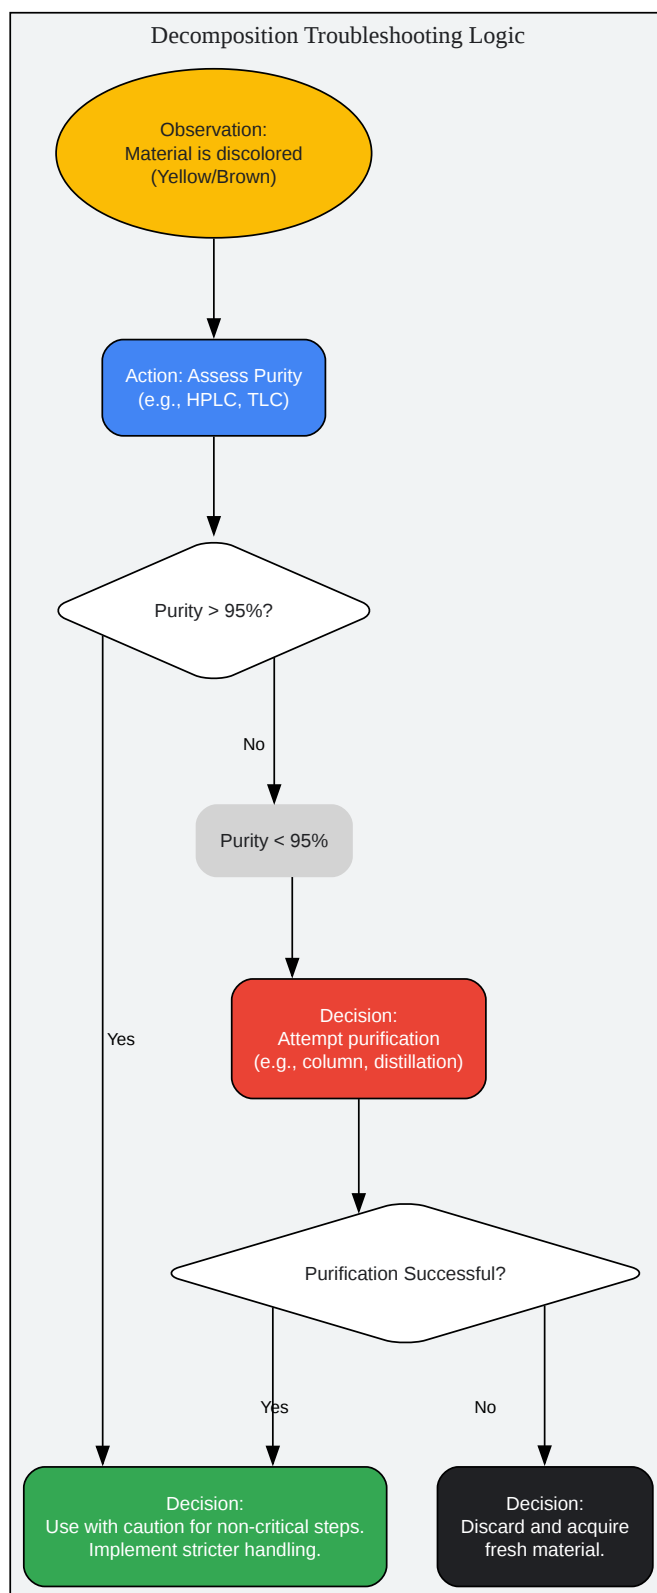 Decomposition Troubleshooting Logic
Observation:
Material is discolored
(Yellow/Brown)
Action: Assess Purity
(e.g., HPLC, TLC)
Purity > 95%?
No
Purity < 95%
Decision:
Attempt purification
(e.g., column, distillation)
Yes
Purification Successful?
Yes
No
Decision:
Use with caution for non-critical steps.
Implement stricter handling.
Decision:
Discard and acquire
fresh material.